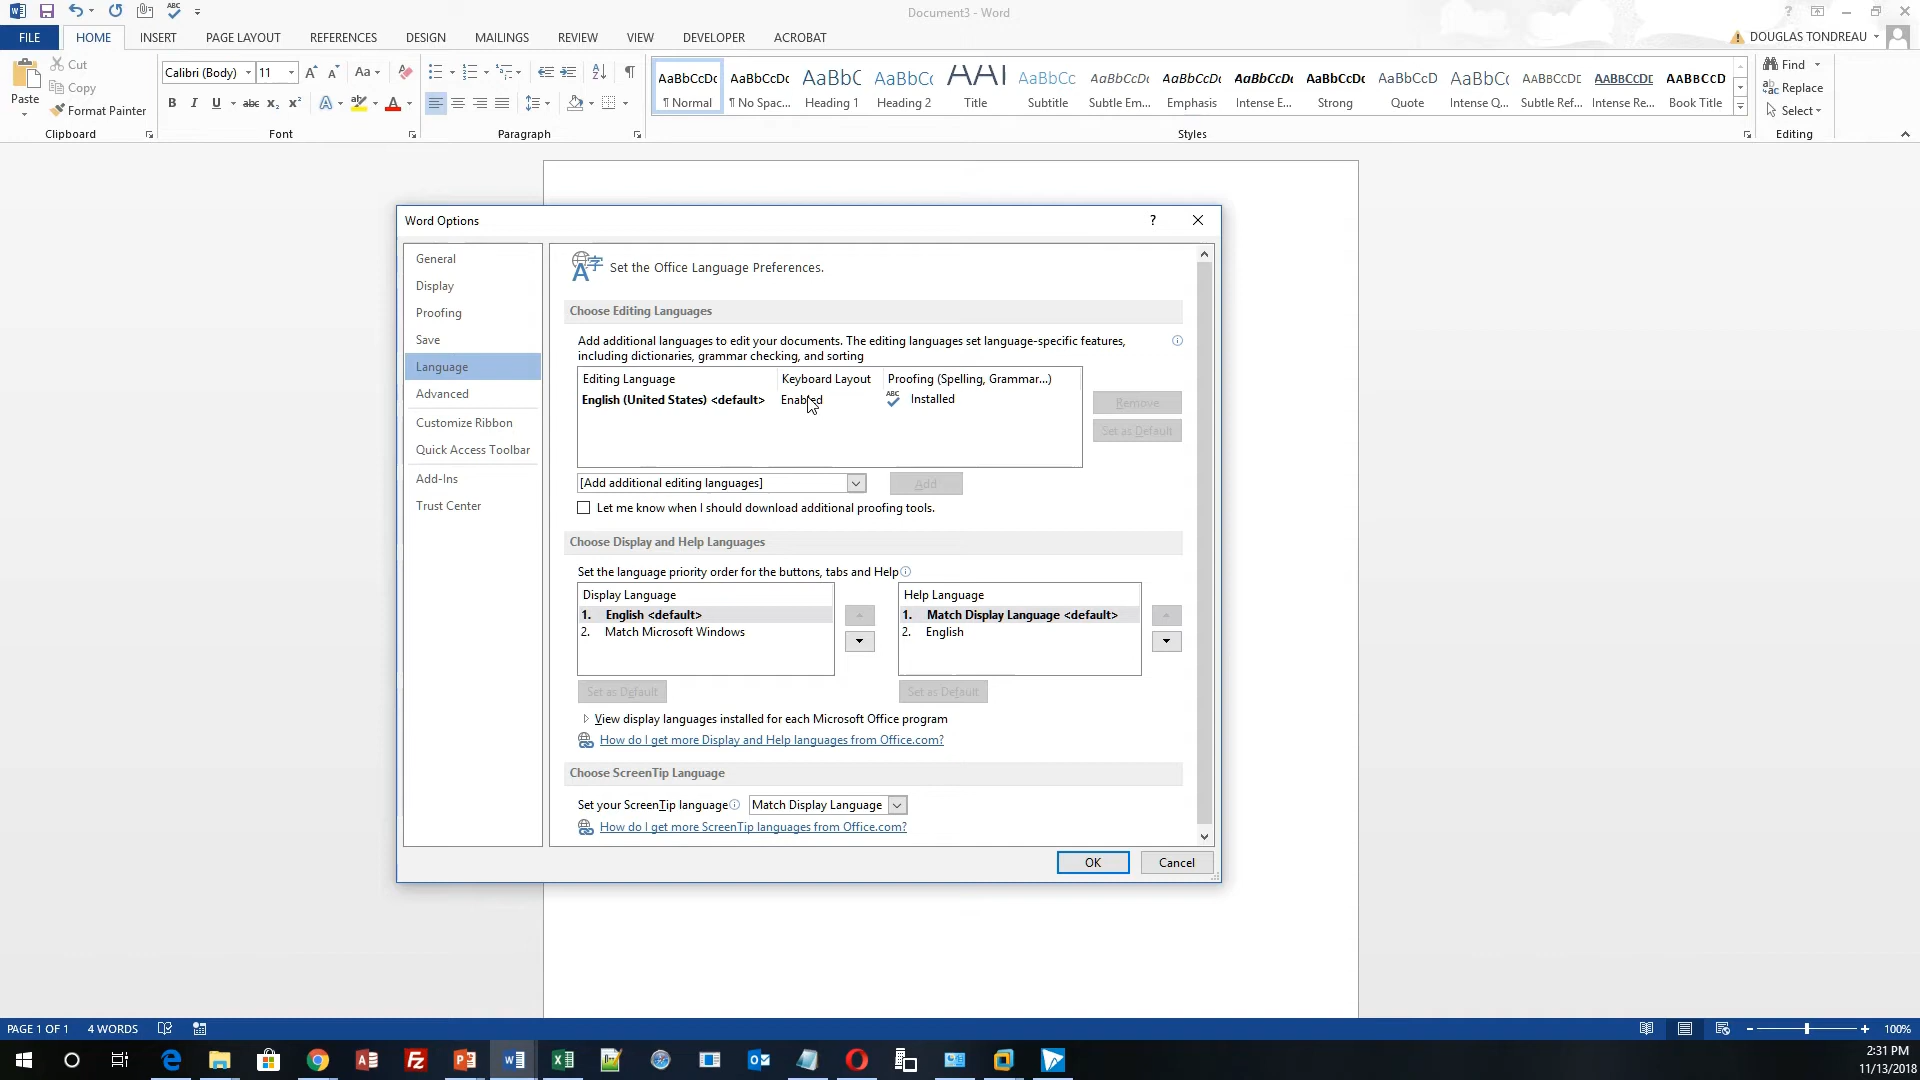 Document3 - Word
FILE HOME INSERT PAGE LAYOUT REFERENCES DESIGN MAILINGS REVIEW VIEW DEVELOPER ACROBAT
DOUGLAS TONDREAU
Paste
Cut
Copy
Format Painter
Clipboard
Calibri (Body) 11
Font
Paragraph
AaBbCcDc AaBbCcDc AaBbC AaBbCc AAI AaBbCc AaBbCcDc AaBbCcDc AaBbCcDc AaBbCcDc AaBbCcD AaBbCc AABBCCDE AABBCCDE AABBCCD
¶ Normal ¶ No Spac... Heading 1 Heading 2 Title Subtitle Subtle Em... Emphasis Intense E... Strong Quote Intense Q... Subtle Ref... Intense Re... Book Title
Styles
Find
Replace
Select
Editing
Word Options
General
Display
Proofing
Save
Language
Advanced
Customize Ribbon
Quick Access Toolbar
Add-Ins
Trust Center
Set the Office Language Preferences.
Choose Editing Languages
Add additional languages to edit your documents. The editing languages set language-specific features,
including dictionaries, grammar checking, and sorting
Editing Language Keyboard Layout Proofing (Spelling, Grammar...)
English (United States) <default> Enabled Installed
Remove
Set as Default
[Add additional editing languages] Add
Let me know when I should download additional proofing tools.
Choose Display and Help Languages
Set the language priority order for the buttons, tabs and Help
Display Language
1. English <default>
2. Match Microsoft Windows
Set as Default
Help Language
1. Match Display Language <default>
2. English
Set as Default
View display languages installed for each Microsoft Office program
How do I get more Display and Help languages from Office.com?
Choose ScreenTip Language
Set your ScreenTip language Match Display Language
How do I get more ScreenTip languages from Office.com?
OK Cancel
PAGE 1 OF 1 4 WORDS 100%
2:31 PM
11/13/2018